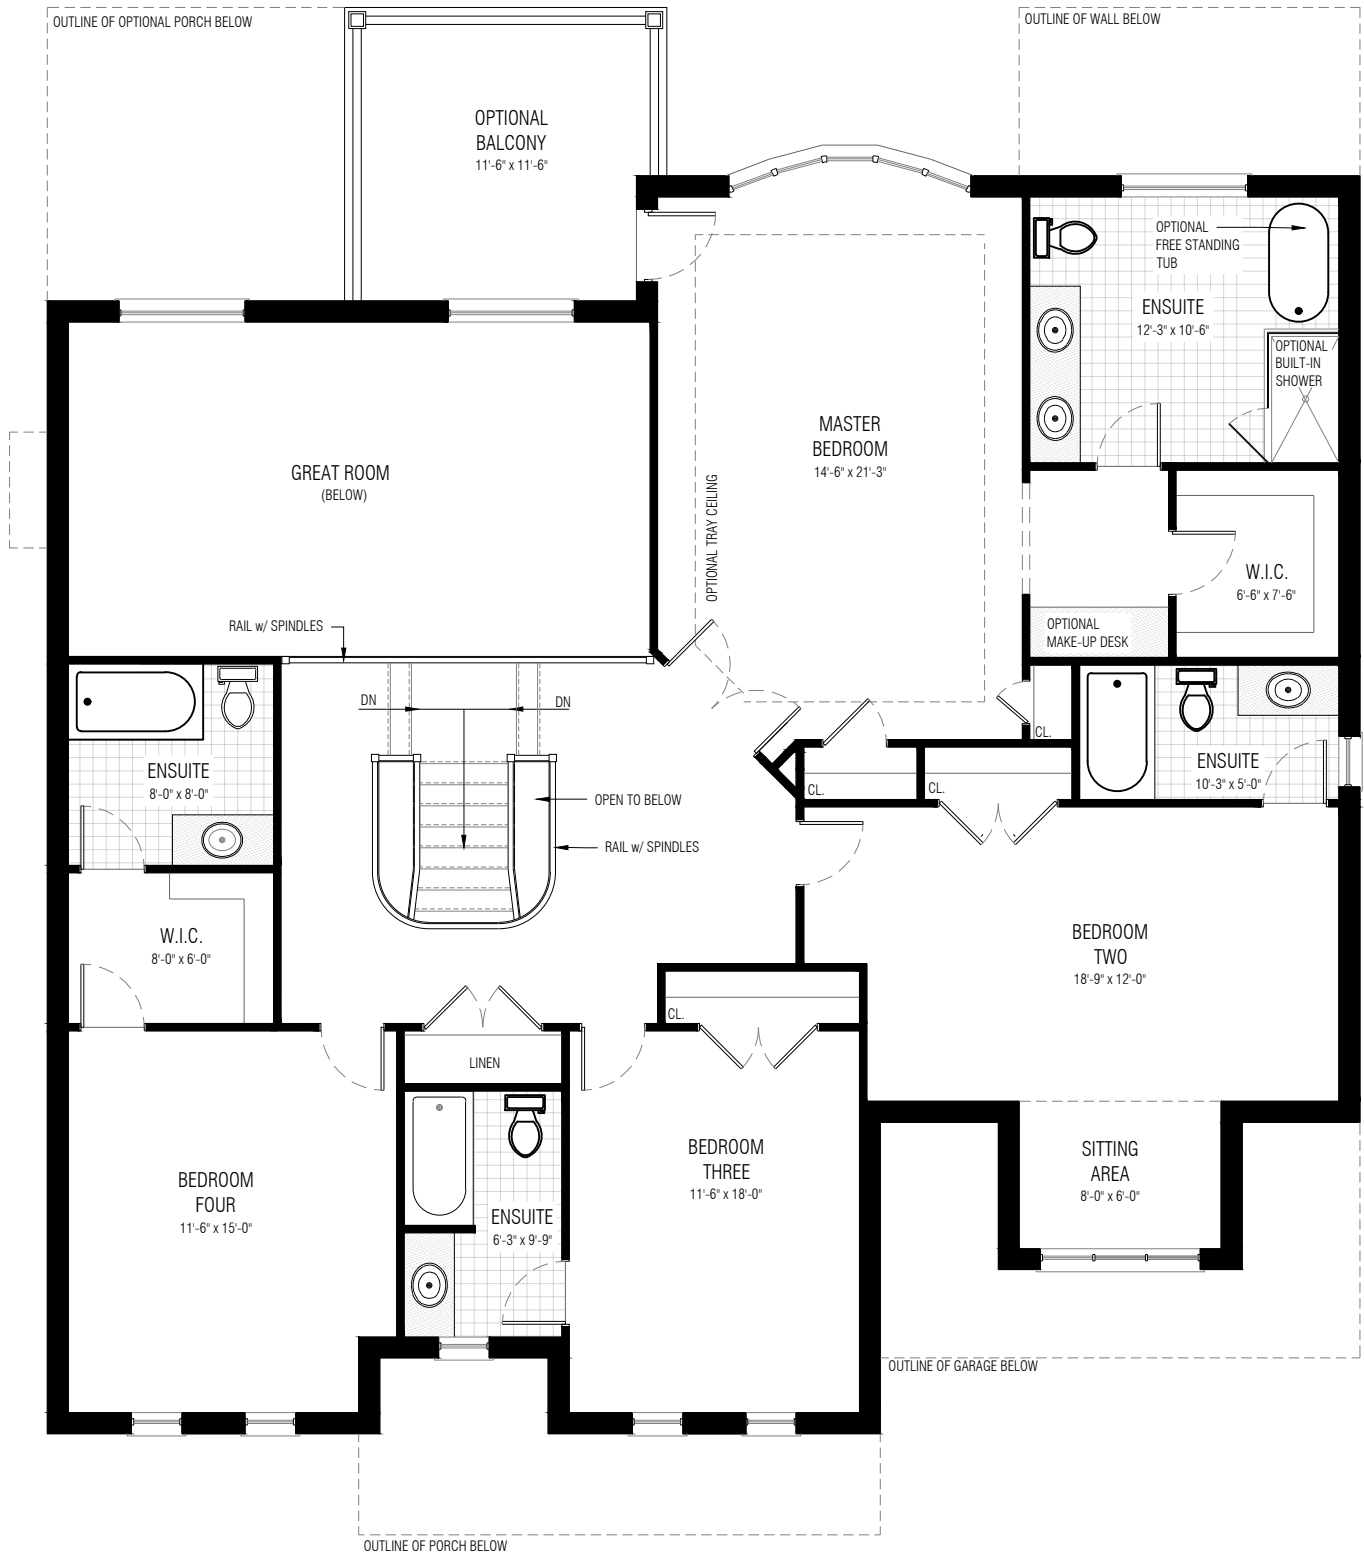 OUTLINE OF OPTIONAL PORCH BELOW
OUTLINE OF WALL BELOW
OPTIONAL
BALCONY
11'-6" x 11'-6"
OPTIONAL
FREE STANDING
TUB
ENSUITE
12'-3" x 10'-6"
OPTIONAL
BUILT-IN
SHOWER
MASTER
BEDROOM
14'-6" x 21'-3"
GREAT ROOM
(BELOW)
OPTIONAL TRAY CEILING
W.I.C.
6'-6" x 7'-6"
OPTIONAL
MAKE-UP DESK
RAIL w/ SPINDLES
DN
DN
CL.
ENSUITE
8'-0" x 8'-0"
ENSUITE
10'-3" x 5'-0"
CL.
CL.
OPEN TO BELOW
RAIL w/ SPINDLES
W.I.C.
8'-0" x 6'-0"
BEDROOM
TWO
18'-9" x 12'-0"
CL.
LINEN
BEDROOM
THREE
11'-6" x 18'-0"
SITTING
AREA
8'-0" x 6'-0"
BEDROOM
FOUR
11'-6" x 15'-0"
ENSUITE
6'-3" x 9'-9"
OUTLINE OF GARAGE BELOW
OUTLINE OF PORCH BELOW